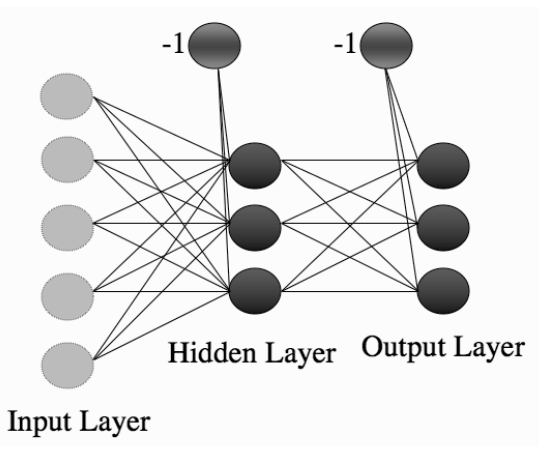 -1
-1
Hidden Layer
Output Layer
Input Layer